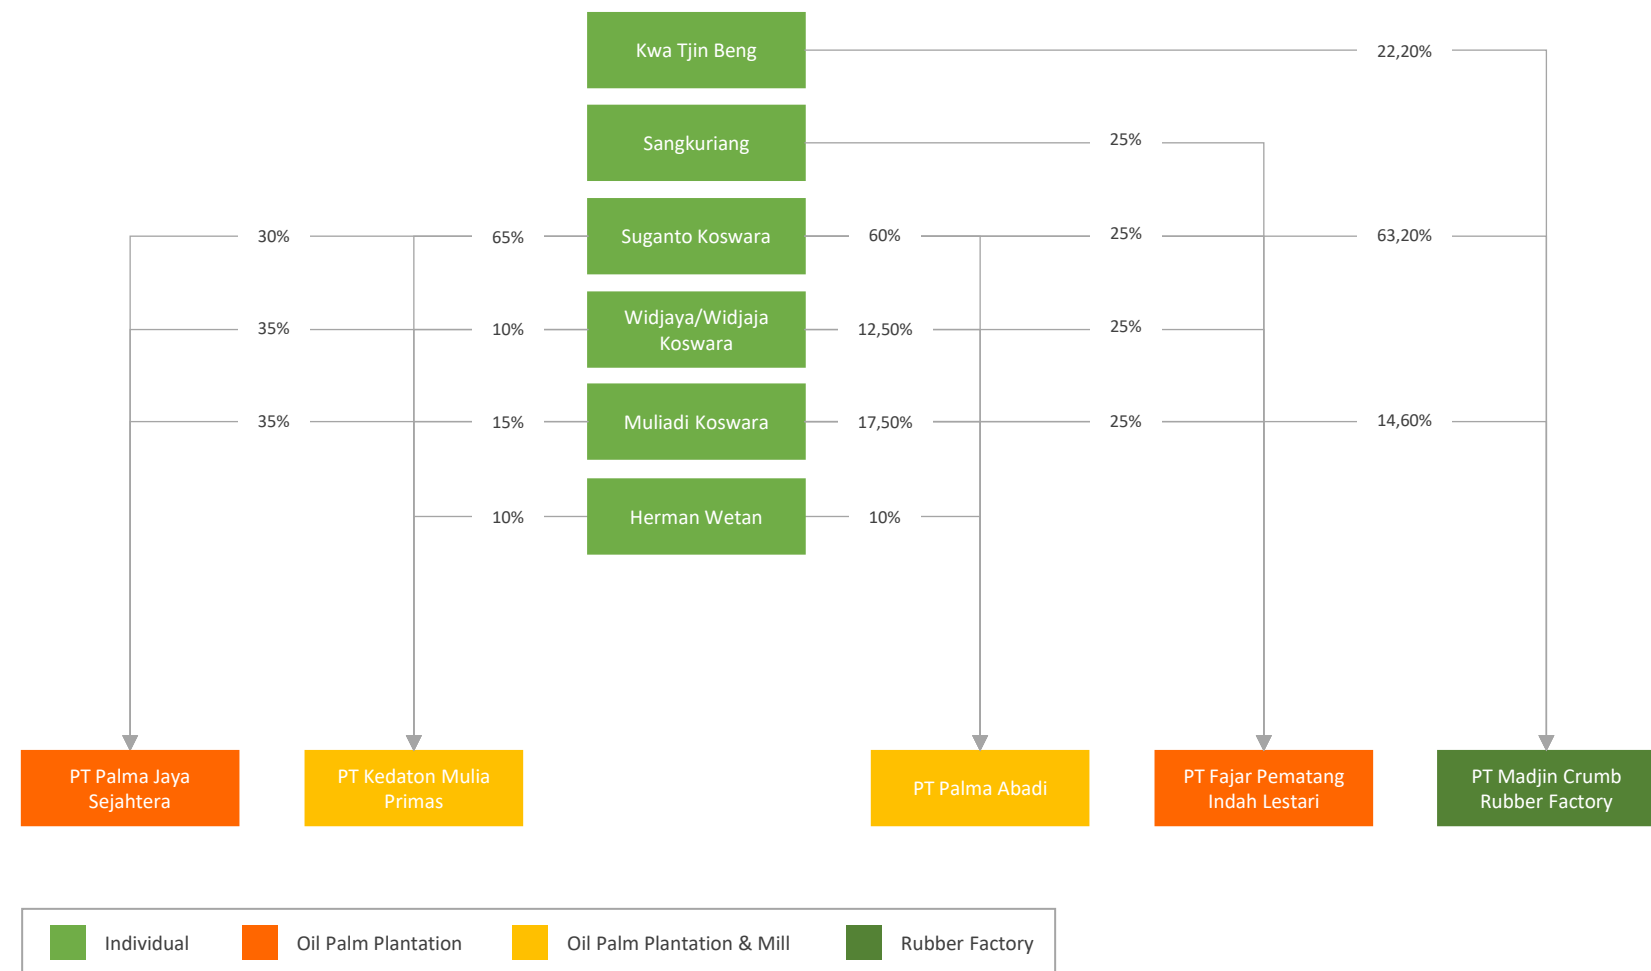 Kwa Tjin Beng
22,20%
Sangkuriang
25%
30%
65%
Suganto Koswara
60%
25%
63,20%
35%
10%
Widjaya/Widjaja
Koswara
12,50%
25%
35%
15%
Muliadi Koswara
17,50%
25%
14,60%
10%
Herman Wetan
10%
PT Palma Jaya
Sejahtera
PT Kedaton Mulia
Primas
PT Palma Abadi
PT Fajar Pematang
Indah Lestari
PT Madjin Crumb
Rubber Factory
Individual
Oil Palm Plantation
Oil Palm Plantation & Mill
Rubber Factory